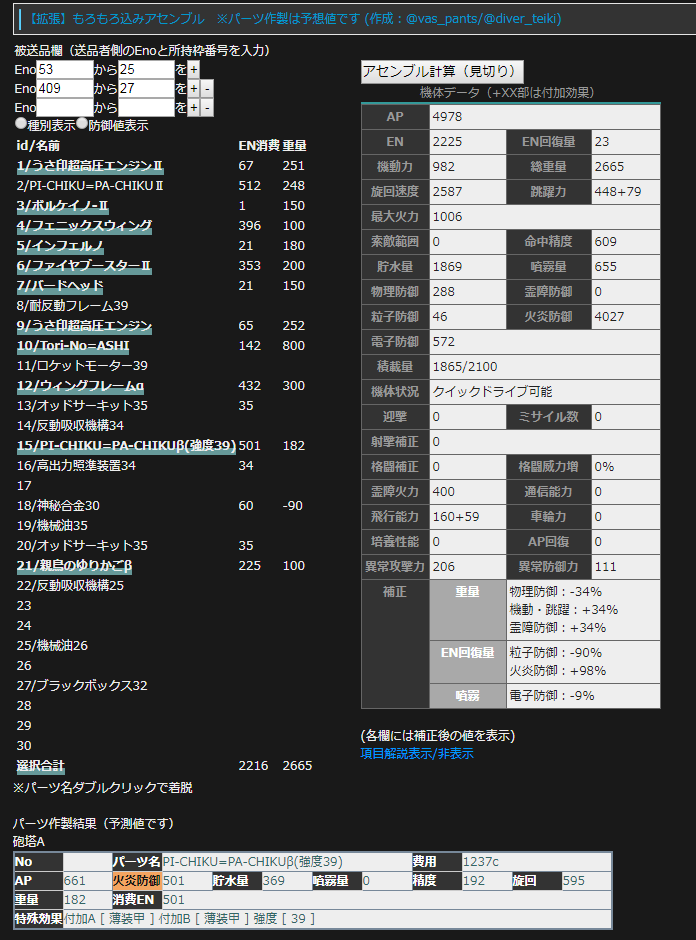 【拡張】もろもろ込みアセンブル　※パーツ作製は予想値です (作成：@vas_pants/@diver_teiki)
被送品欄（送品者側のEnoと所持枠番号を入力）
Eno53から25を+
Eno409から27を+-
Enoからを+-
種別表示 防御値表示
id/名前 EN消費 重量
1/うさ印超高圧エンジンⅡ 67 251
2/PI-CHIKU=PA-CHIKUⅡ 512 248
3/ボルケイノ-Ⅱ 1 150
4/フェニックスウィング 396 100
5/インフェルノ 21 180
6/ファイヤブースターⅡ 353 200
7/バードヘッド 21 150
8/耐反動フレーム39
9/うさ印超高圧エンジン 65 252
10/Tori-No=ASHI 142 800
11/ロケットモーター39
12/ウィングフレームα 432 300
13/オッドサーキット35 35
14/反動吸収機構34
15/PI-CHIKU=PA-CHIKUβ(強度39) 501 182
16/高出力照準装置34 34
17
18/神秘合金30 60 -90
19/機械油35
20/オッドサーキット35 35
21/親鳥のゆりかごβ 225 100
22/反動吸収機構25
23
24
25/機械油26
26
27/ブラックボックス32
28
29
30
選択合計 2216 2665
※パーツ名ダブルクリックで着脱
アセンブル計算（見切り）
機体データ（+XX部は付加効果）
AP 4978
EN 2225 EN回復量 23
機動力 982 総重量 2665
旋回速度 2587 跳躍力 448+79
最大火力 1006
索敵範囲 0 命中精度 609
貯水量 1869 噴霧量 655
物理防御 288 霊障防御 0
粒子防御 46 火炎防御 4027
電子防御 572
積載量 1865/2100
機体状況 クイックドライブ可能
迎撃 0 ミサイル数 0
射撃補正 0
格闘補正 0 格闘威力増 0%
霊障火力 400 通信能力 0
飛行能力 160+59 車輪力 0
培養性能 0 AP回復 0
異常攻撃力 206 異常防御力 111
補正 重量 物理防御：-34%
機動・跳躍：+34%
霊障防御：+34%
EN回復量 粒子防御：-90%
火炎防御：+98%
噴霧 電子防御：-9%
(各欄には補正後の値を表示)
項目解説表示/非表示
パーツ作製結果（予測値です）
砲塔A
No パーツ名 PI-CHIKU=PA-CHIKUβ(強度39) 費用 1237c
AP 661 火炎防御 501 貯水量 369 噴霧量 0 精度 192 旋回 595
重量 182 消費EN 501
特殊効果 付加A [ 薄装甲 ] 付加B [ 薄装甲 ] 強度 [ 39 ]